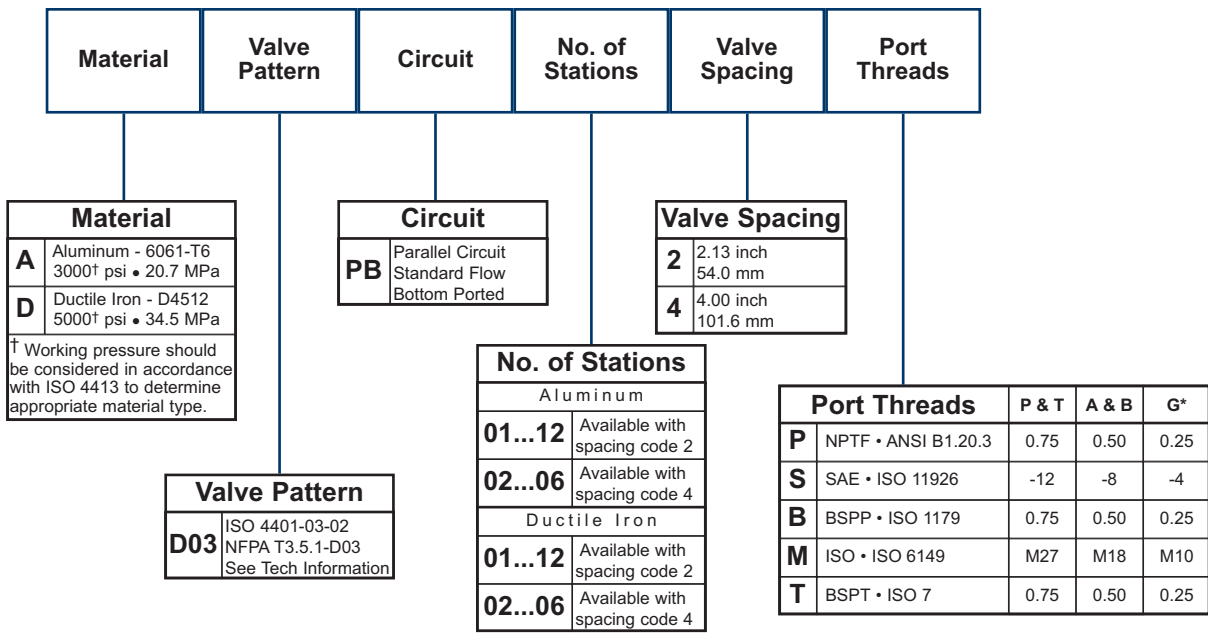 Material
Valve
Pattern
Circuit
No. of
Stations
Valve
Spacing
Port
Threads
Material
A
Aluminum - 6061-T6
3000† psi • 20.7 MPa
D
Ductile Iron - D4512
5000† psi • 34.5 MPa
† Working pressure should
be considered in accordance
with ISO 4413 to determine
appropriate material type.
Valve Pattern
D03
ISO 4401-03-02
NFPA T3.5.1-D03
See Tech Information
Circuit
PB
Parallel Circuit
Standard Flow
Bottom Ported
No. of Stations
Aluminum
01...12
Available with
spacing code 2
02...06
Available with
spacing code 4
Ductile Iron
01...12
Available with
spacing code 2
02...06
Available with
spacing code 4
Valve Spacing
2
2.13 inch
54.0 mm
4
4.00 inch
101.6 mm
Port Threads P & T A & B G*
P NPTF • ANSI B1.20.3 0.75 0.50 0.25
S SAE • ISO 11926 -12 -8 -4
B BSPP • ISO 1179 0.75 0.50 0.25
M ISO • ISO 6149 M27 M18 M10
T BSPT • ISO 7 0.75 0.50 0.25